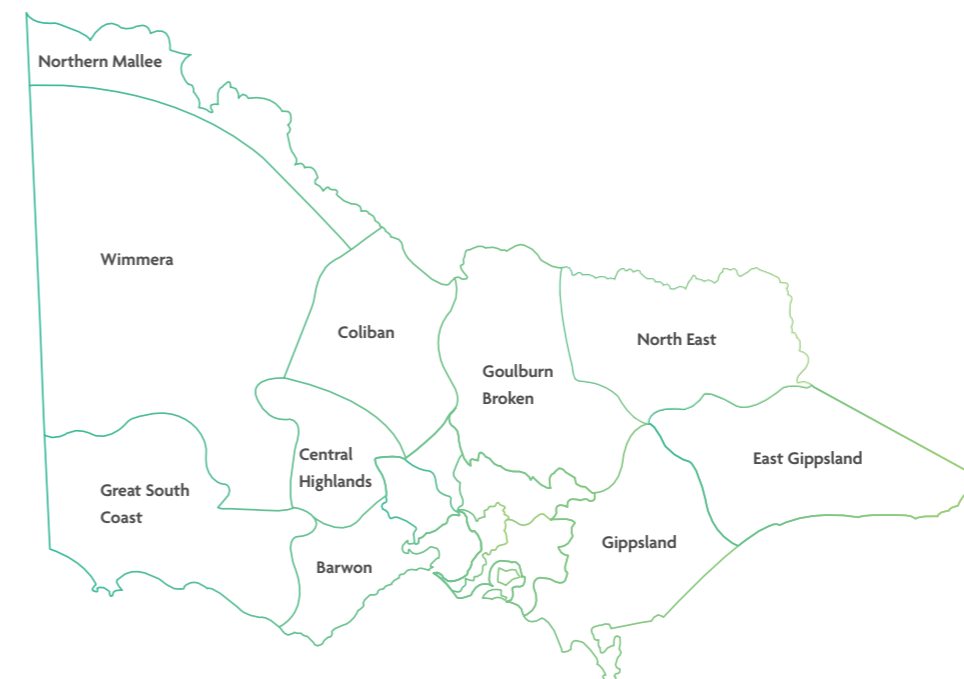 Northern Mallee
Wimmera
Coliban
North East
Goulburn
Broken
Central
Highlands
East Gippsland
Great South
Coast
Gippsland
Barwon